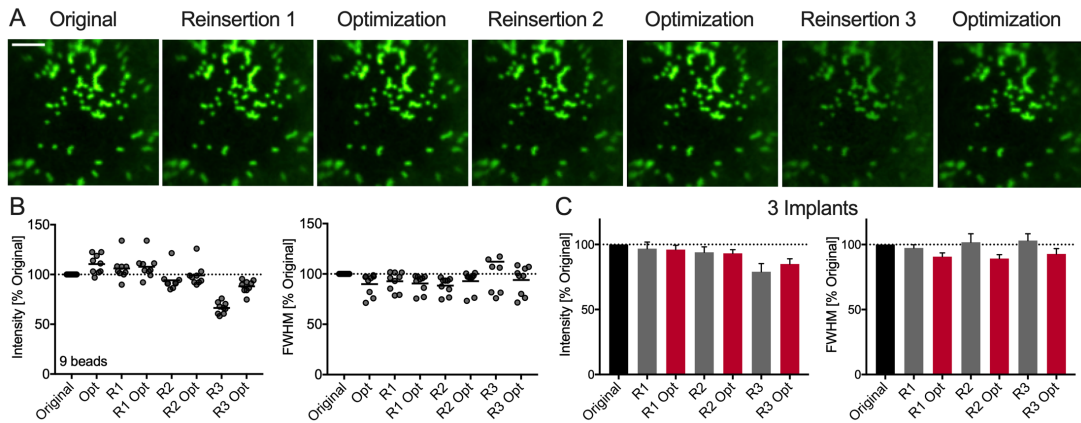 A
Original Reinsertion 1 Optimization Reinsertion 2 Optimization Reinsertion 3 Optimization
B
Intensity [% Original]
150
100
50
0
9 beads
Original Opt R1 R1 Opt R2 R2 Opt R3 R3 Opt
FWHM [% Original]
150
100
50
0
Original Opt R1 R1 Opt R2 R2 Opt R3 R3 Opt
C
3 Implants
Intensity [% Original]
100
50
0
Original R1 R1 Opt R2 R2 Opt R3 R3 Opt
FWHM [% Original]
100
50
0
Original R1 R1 Opt R2 R2 Opt R3 R3 Opt